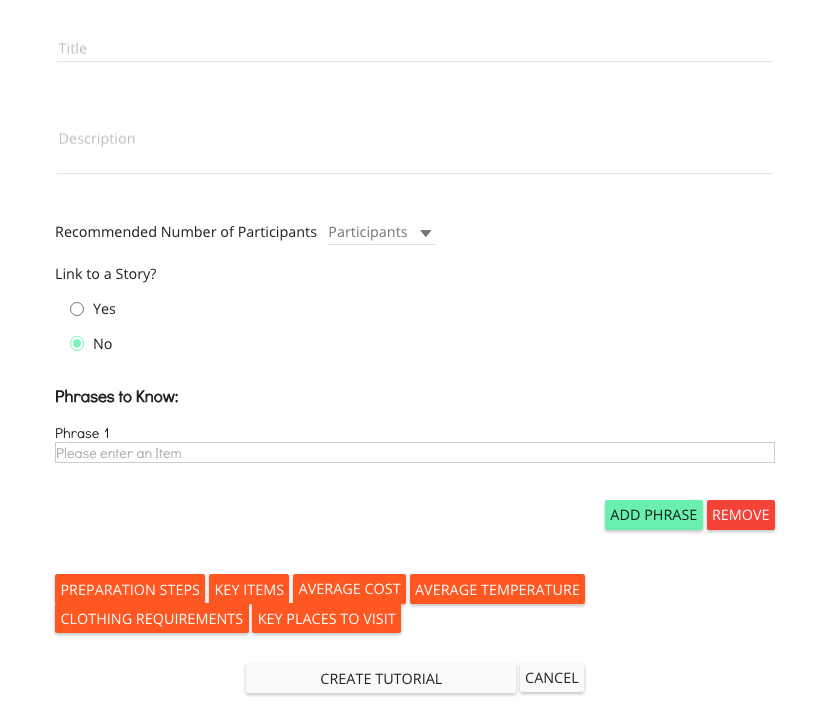 Title
Description
Recommended Number of Participants Participants
Link to a Story?
Yes
No
Phrases to Know:
Phrase 1
Please enter an Item
ADD PHRASE REMOVE
PREPARATION STEPS KEY ITEMS AVERAGE COST AVERAGE TEMPERATURE
CLOTHING REQUIREMENTS KEY PLACES TO VISIT
CREATE TUTORIAL CANCEL